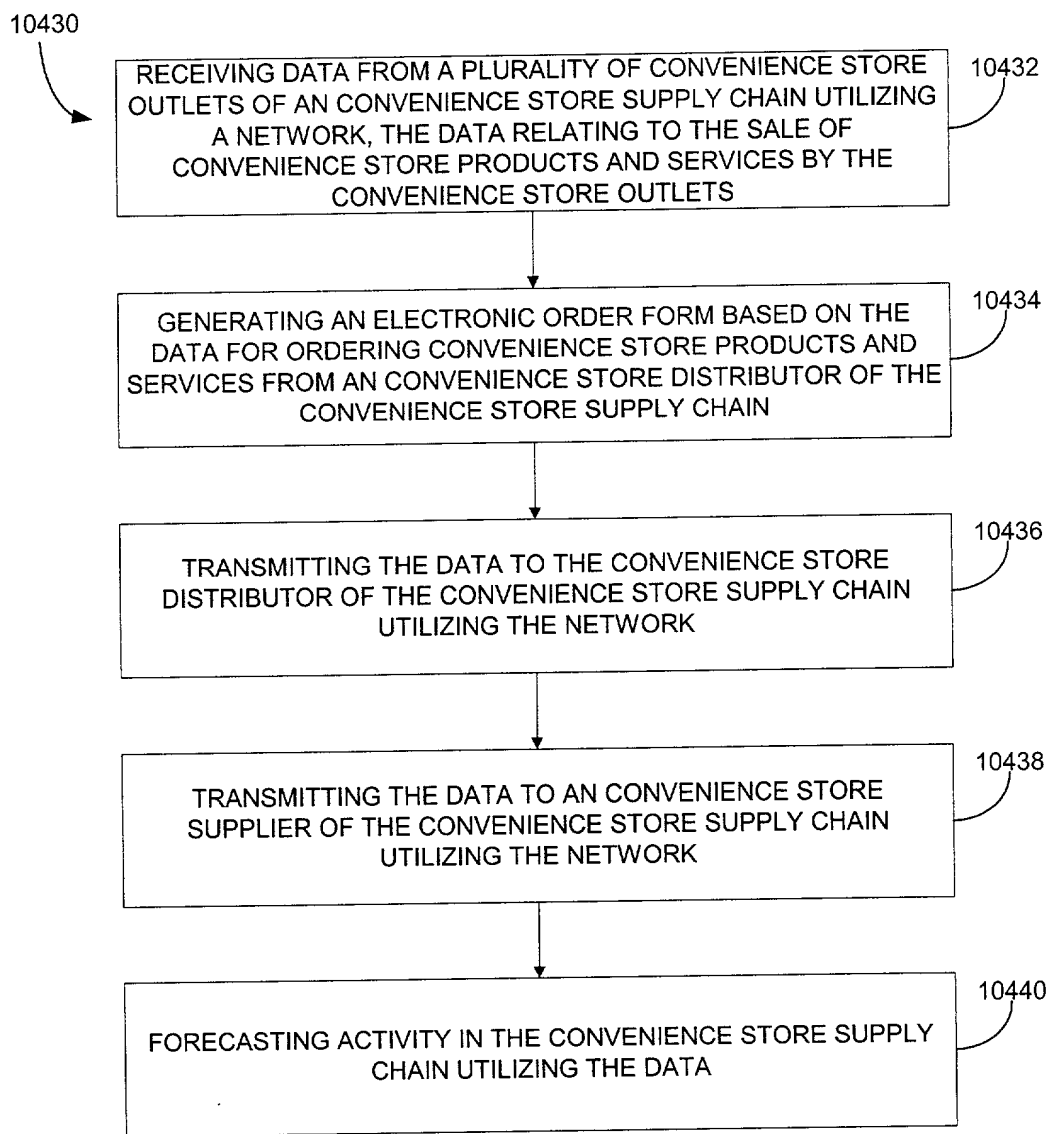 10430
RECEIVING DATA FROM A PLURALITY OF CONVENIENCE STORE
OUTLETS OF AN CONVENIENCE STORE SUPPLY CHAIN UTILIZING
A NETWORK, THE DATA RELATING TO THE SALE OF
CONVENIENCE STORE PRODUCTS AND SERVICES BY THE
CONVENIENCE STORE OUTLETS
10432
GENERATING AN ELECTRONIC ORDER FORM BASED ON THE
DATA FOR ORDERING CONVENIENCE STORE PRODUCTS AND
SERVICES FROM AN CONVENIENCE STORE DISTRIBUTOR OF THE
CONVENIENCE STORE SUPPLY CHAIN
10434
TRANSMITTING THE DATA TO THE CONVENIENCE STORE
DISTRIBUTOR OF THE CONVENIENCE STORE SUPPLY CHAIN
UTILIZING THE NETWORK
10436
TRANSMITTING THE DATA TO AN CONVENIENCE STORE
SUPPLIER OF THE CONVENIENCE STORE SUPPLY CHAIN
UTILIZING THE NETWORK
10438
FORECASTING ACTIVITY IN THE CONVENIENCE STORE SUPPLY
CHAIN UTILIZING THE DATA
10440